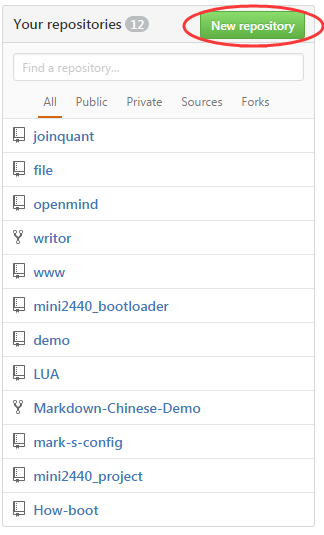 Your repositories 12 New repository
Find a repository...
All Public Private Sources Forks
joinquant
file
openmind
writor
www
mini2440_bootloader
demo
LUA
Markdown-Chinese-Demo
mark-s-config
mini2440_project
How-boot